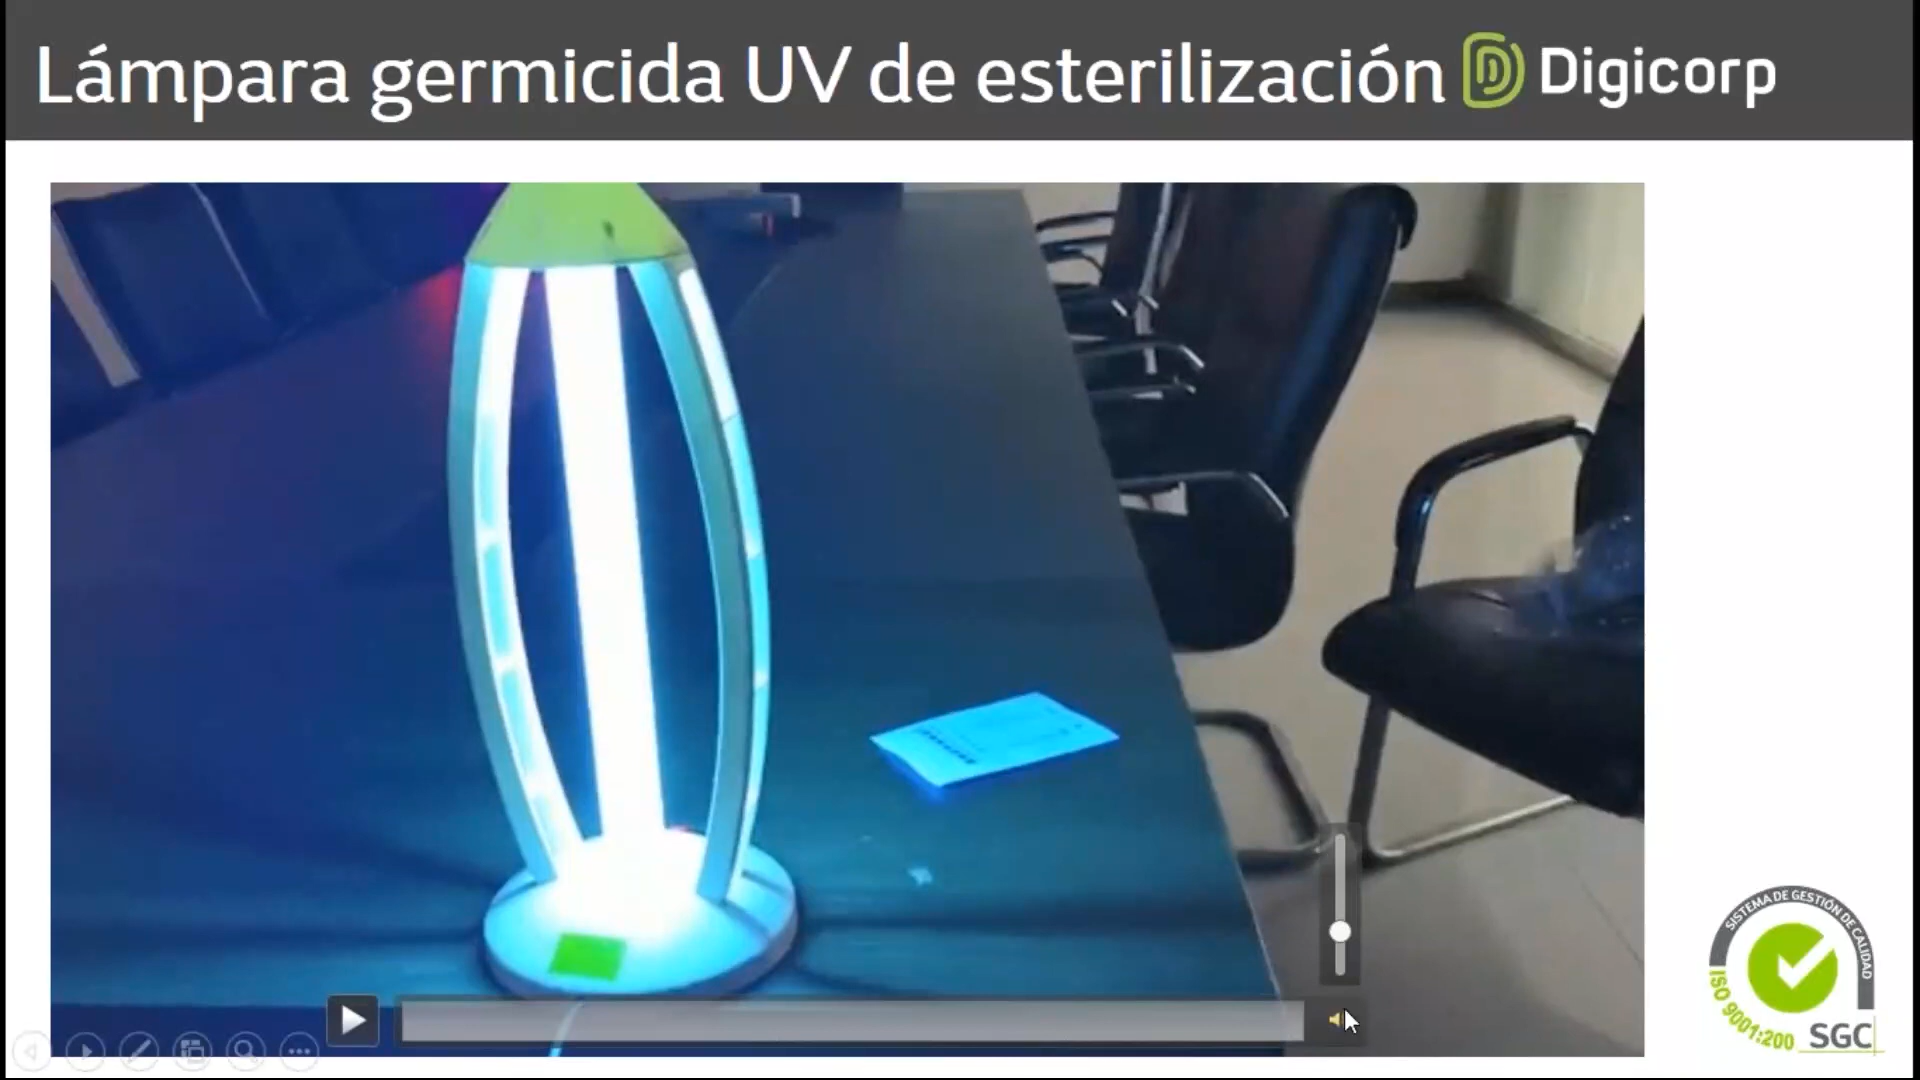 Lámpara germicida UV de esterilización
Digicorp
SISTEMA DE GESTIÓN DE CALIDAD
ISO 9001:200
SGC